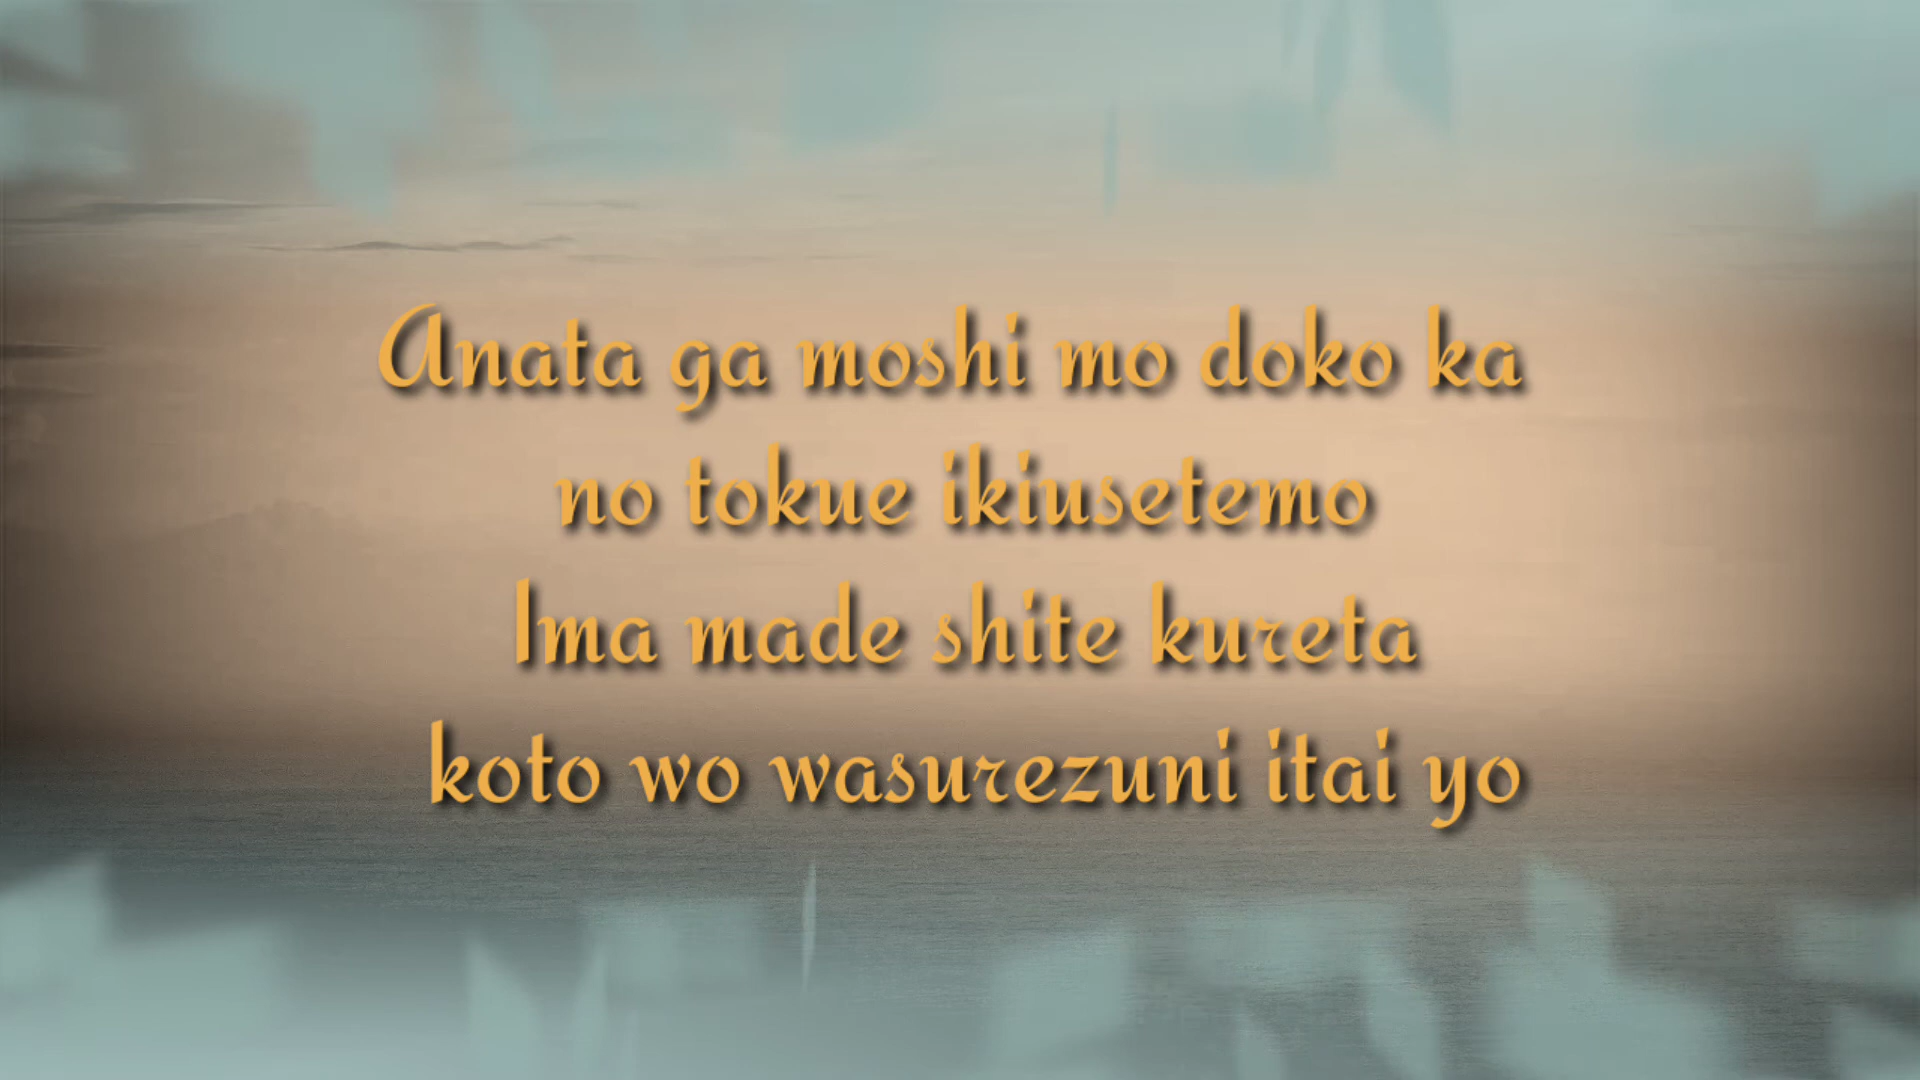 Anata ga moshi mo doko ka
no tokue ikiusetemo
Ima made shite kureta
koto wo wasurezuni itai yo